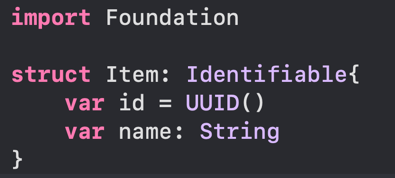 import Foundation

struct Item: Identifiable{
    var id = UUID()
    var name: String
}